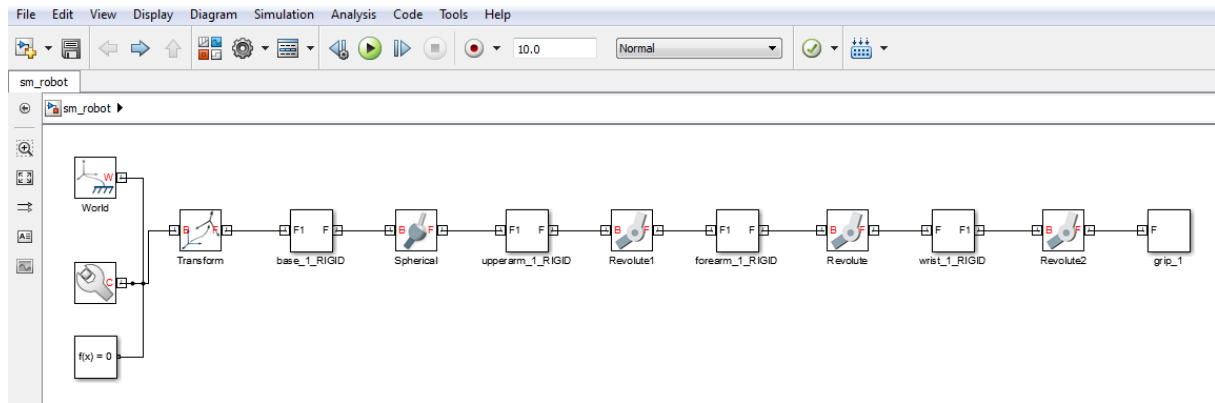 File Edit View Display Diagram Simulation Analysis Code Tools Help
10.0 Normal
sm_robot
sm_robot
W
World
B F
Transform
F1 F
base_1_RIGID
B F
Spherical
F1 F
upperarm_1_RIGID
B F
Revolute1
F1 F
forearm_1_RIGID
B F
Revolute
F F1
wrist_1_RIGID
B F
Revolute2
F
grip_1
C
f(x) = 0